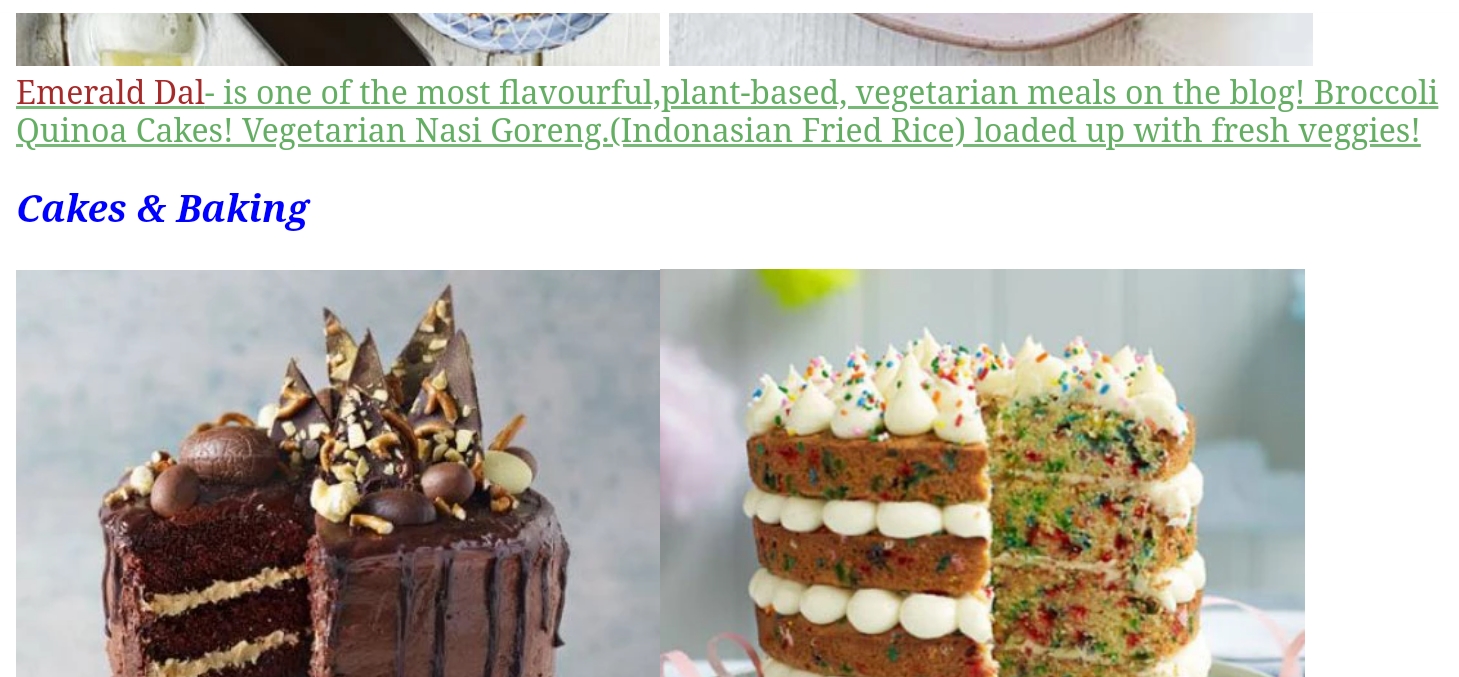 Emerald Dal- is one of the most flavourful,plant-based, vegetarian meals on the blog! Broccoli
Quinoa Cakes! Vegetarian Nasi Goreng.(Indonasian Fried Rice) loaded up with fresh veggies!
Cakes & Baking